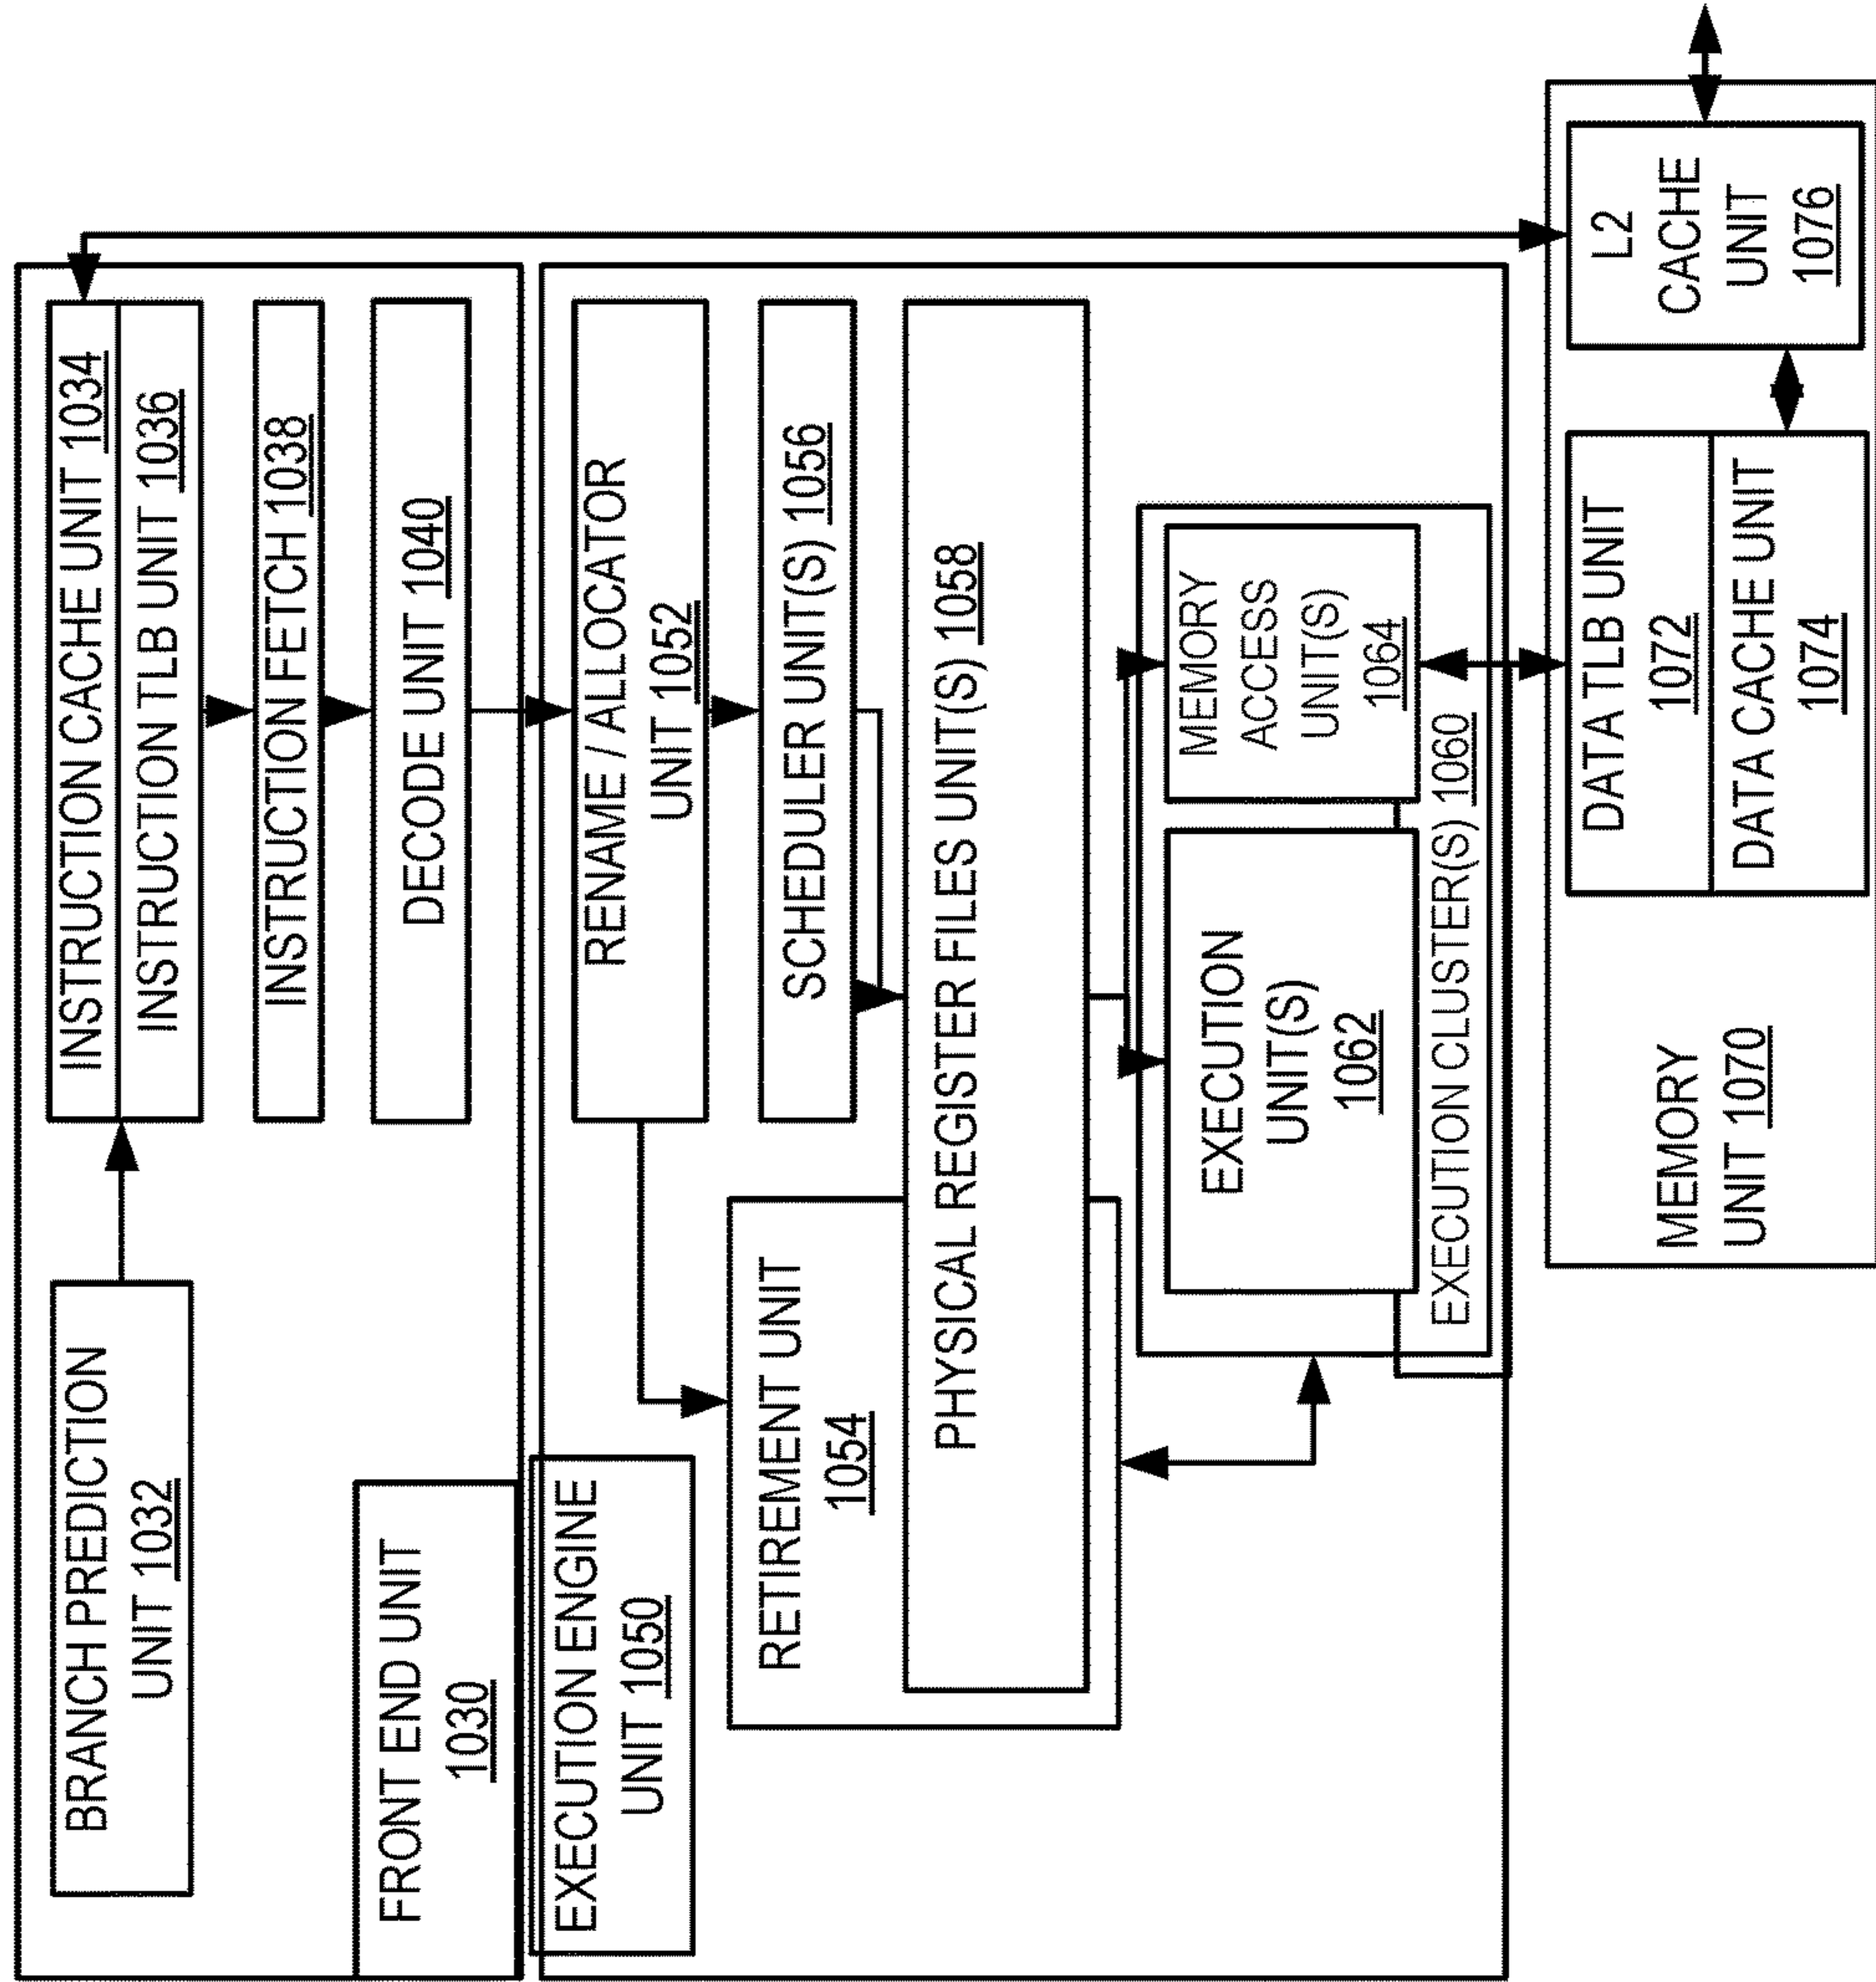 BRANCH PREDICTION
UNIT 1032
INSTRUCTION CACHE UNIT 1034
INSTRUCTION TLB UNIT 1036
INSTRUCTION FETCH 1038
DECODE UNIT 1040
FRONT END UNIT
1030
EXECUTION ENGINE
UNIT 1050
RENAME / ALLOCATOR
UNIT 1052
SCHEDULER UNIT(S) 1056
RETIREMENT UNIT
1054
PHYSICAL REGISTER FILES UNIT(S) 1058
EXECUTION
UNIT(S)
1062
MEMORY
ACCESS
UNIT(S)
1064
EXECUTION CLUSTER(S) 1060
MEMORY
UNIT 1070
DATA TLB UNIT
1072
DATA CACHE UNIT
1074
L2
CACHE
UNIT
1076